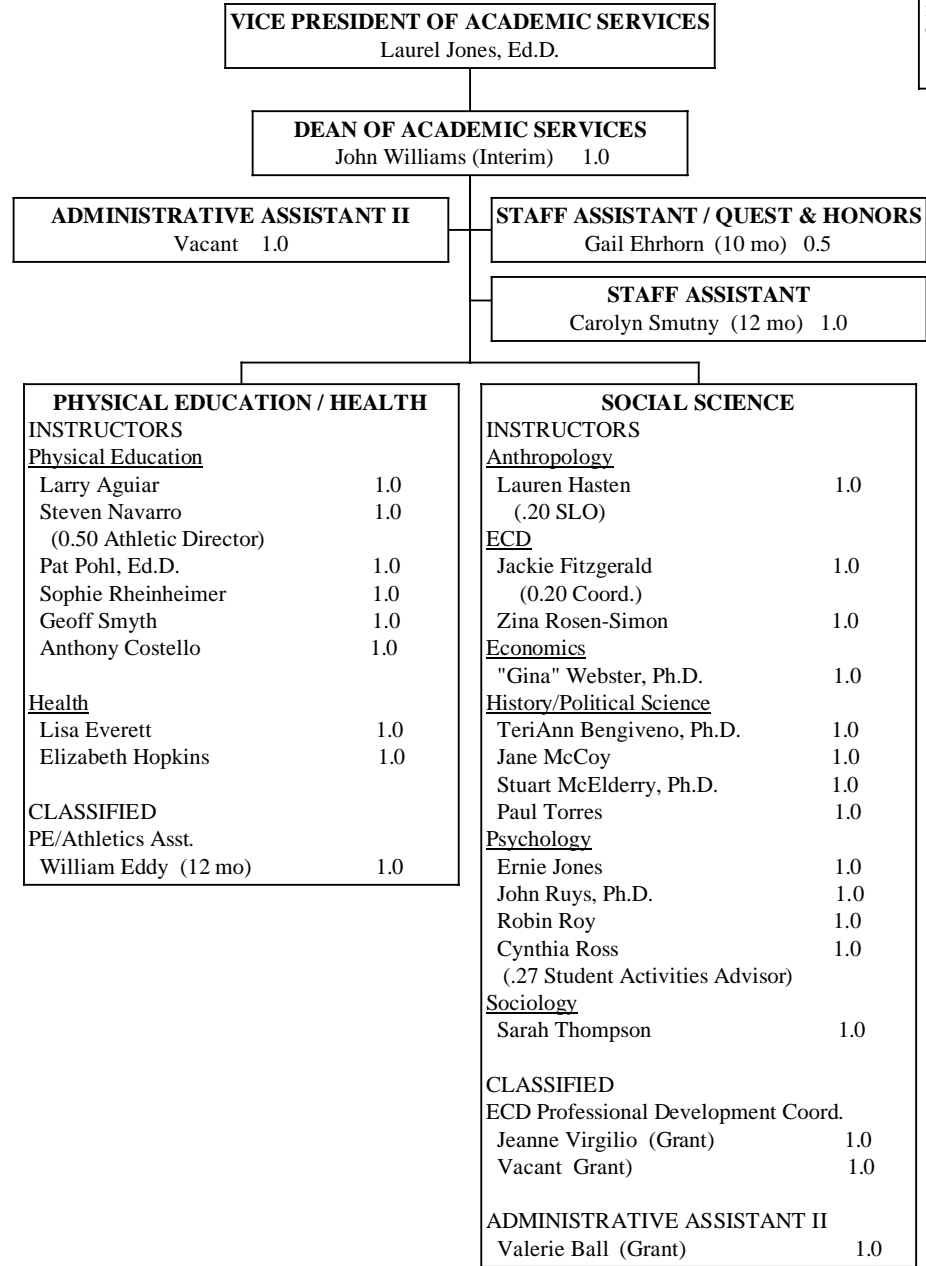 VICE PRESIDENT OF ACADEMIC SERVICES
Laurel Jones, Ed.D.
DEAN OF ACADEMIC SERVICES
John Williams (Interim) 1.0
ADMINISTRATIVE ASSISTANT II
Vacant 1.0
STAFF ASSISTANT / QUEST & HONORS
Gail Ehrhorn (10 mo) 0.5
STAFF ASSISTANT
Carolyn Smutny (12 mo) 1.0
PHYSICAL EDUCATION / HEALTH
INSTRUCTORS
Physical Education
Larry Aguiar 1.0
Steven Navarro 1.0
(0.50 Athletic Director)
Pat Pohl, Ed.D. 1.0
Sophie Rheinheimer 1.0
Geoff Smyth 1.0
Anthony Costello 1.0
Health
Lisa Everett 1.0
Elizabeth Hopkins 1.0
CLASSIFIED
PE/Athletics Asst.
William Eddy (12 mo) 1.0
SOCIAL SCIENCE
INSTRUCTORS
Anthropology
Lauren Hasten 1.0
(.20 SLO)
ECD
Jackie Fitzgerald 1.0
(0.20 Coord.)
Zina Rosen-Simon 1.0
Economics
"Gina" Webster, Ph.D. 1.0
History/Political Science
TeriAnn Bengiveno, Ph.D. 1.0
Jane McCoy 1.0
Stuart McElderry, Ph.D. 1.0
Paul Torres 1.0
Psychology
Ernie Jones 1.0
John Ruys, Ph.D. 1.0
Robin Roy 1.0
Cynthia Ross 1.0
(.27 Student Activities Advisor)
Sociology
Sarah Thompson 1.0
CLASSIFIED
ECD Professional Development Coord.
Jeanne Virgilio (Grant) 1.0
Vacant Grant) 1.0
ADMINISTRATIVE ASSISTANT II
Valerie Ball (Grant) 1.0